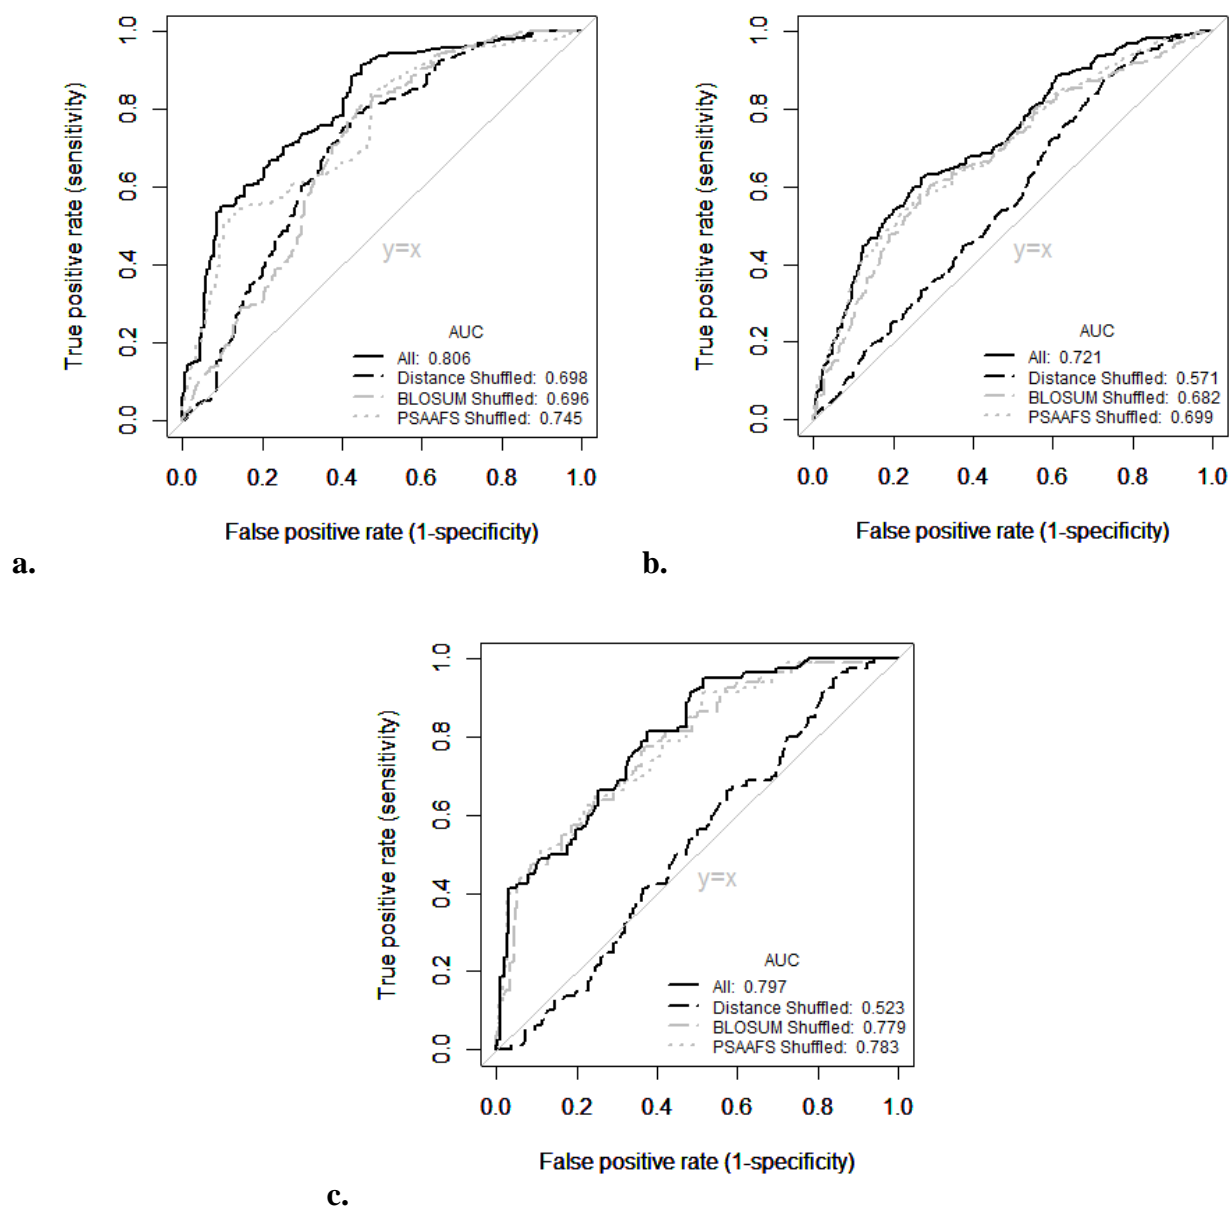 True positive rate (sensitivity)
1.0
0.8
0.6
0.4
0.2
0.0
y=x
AUC
All: 0.806
Distance Shuffled: 0.698
BLOSUM Shuffled: 0.696
PSAAFS Shuffled: 0.745
0.0 0.2 0.4 0.6 0.8 1.0
False positive rate (1-specificity)
a.
True positive rate (sensitivity)
1.0
0.8
0.6
0.4
0.2
0.0
y=x
AUC
All: 0.721
Distance Shuffled: 0.571
BLOSUM Shuffled: 0.682
PSAAFS Shuffled: 0.699
0.0 0.2 0.4 0.6 0.8 1.0
False positive rate (1-specificity)
b.
True positive rate (sensitivity)
1.0
0.8
0.6
0.4
0.2
0.0
y=x
AUC
All: 0.797
Distance Shuffled: 0.523
BLOSUM Shuffled: 0.779
PSAAFS Shuffled: 0.783
0.0 0.2 0.4 0.6 0.8 1.0
False positive rate (1-specificity)
c.